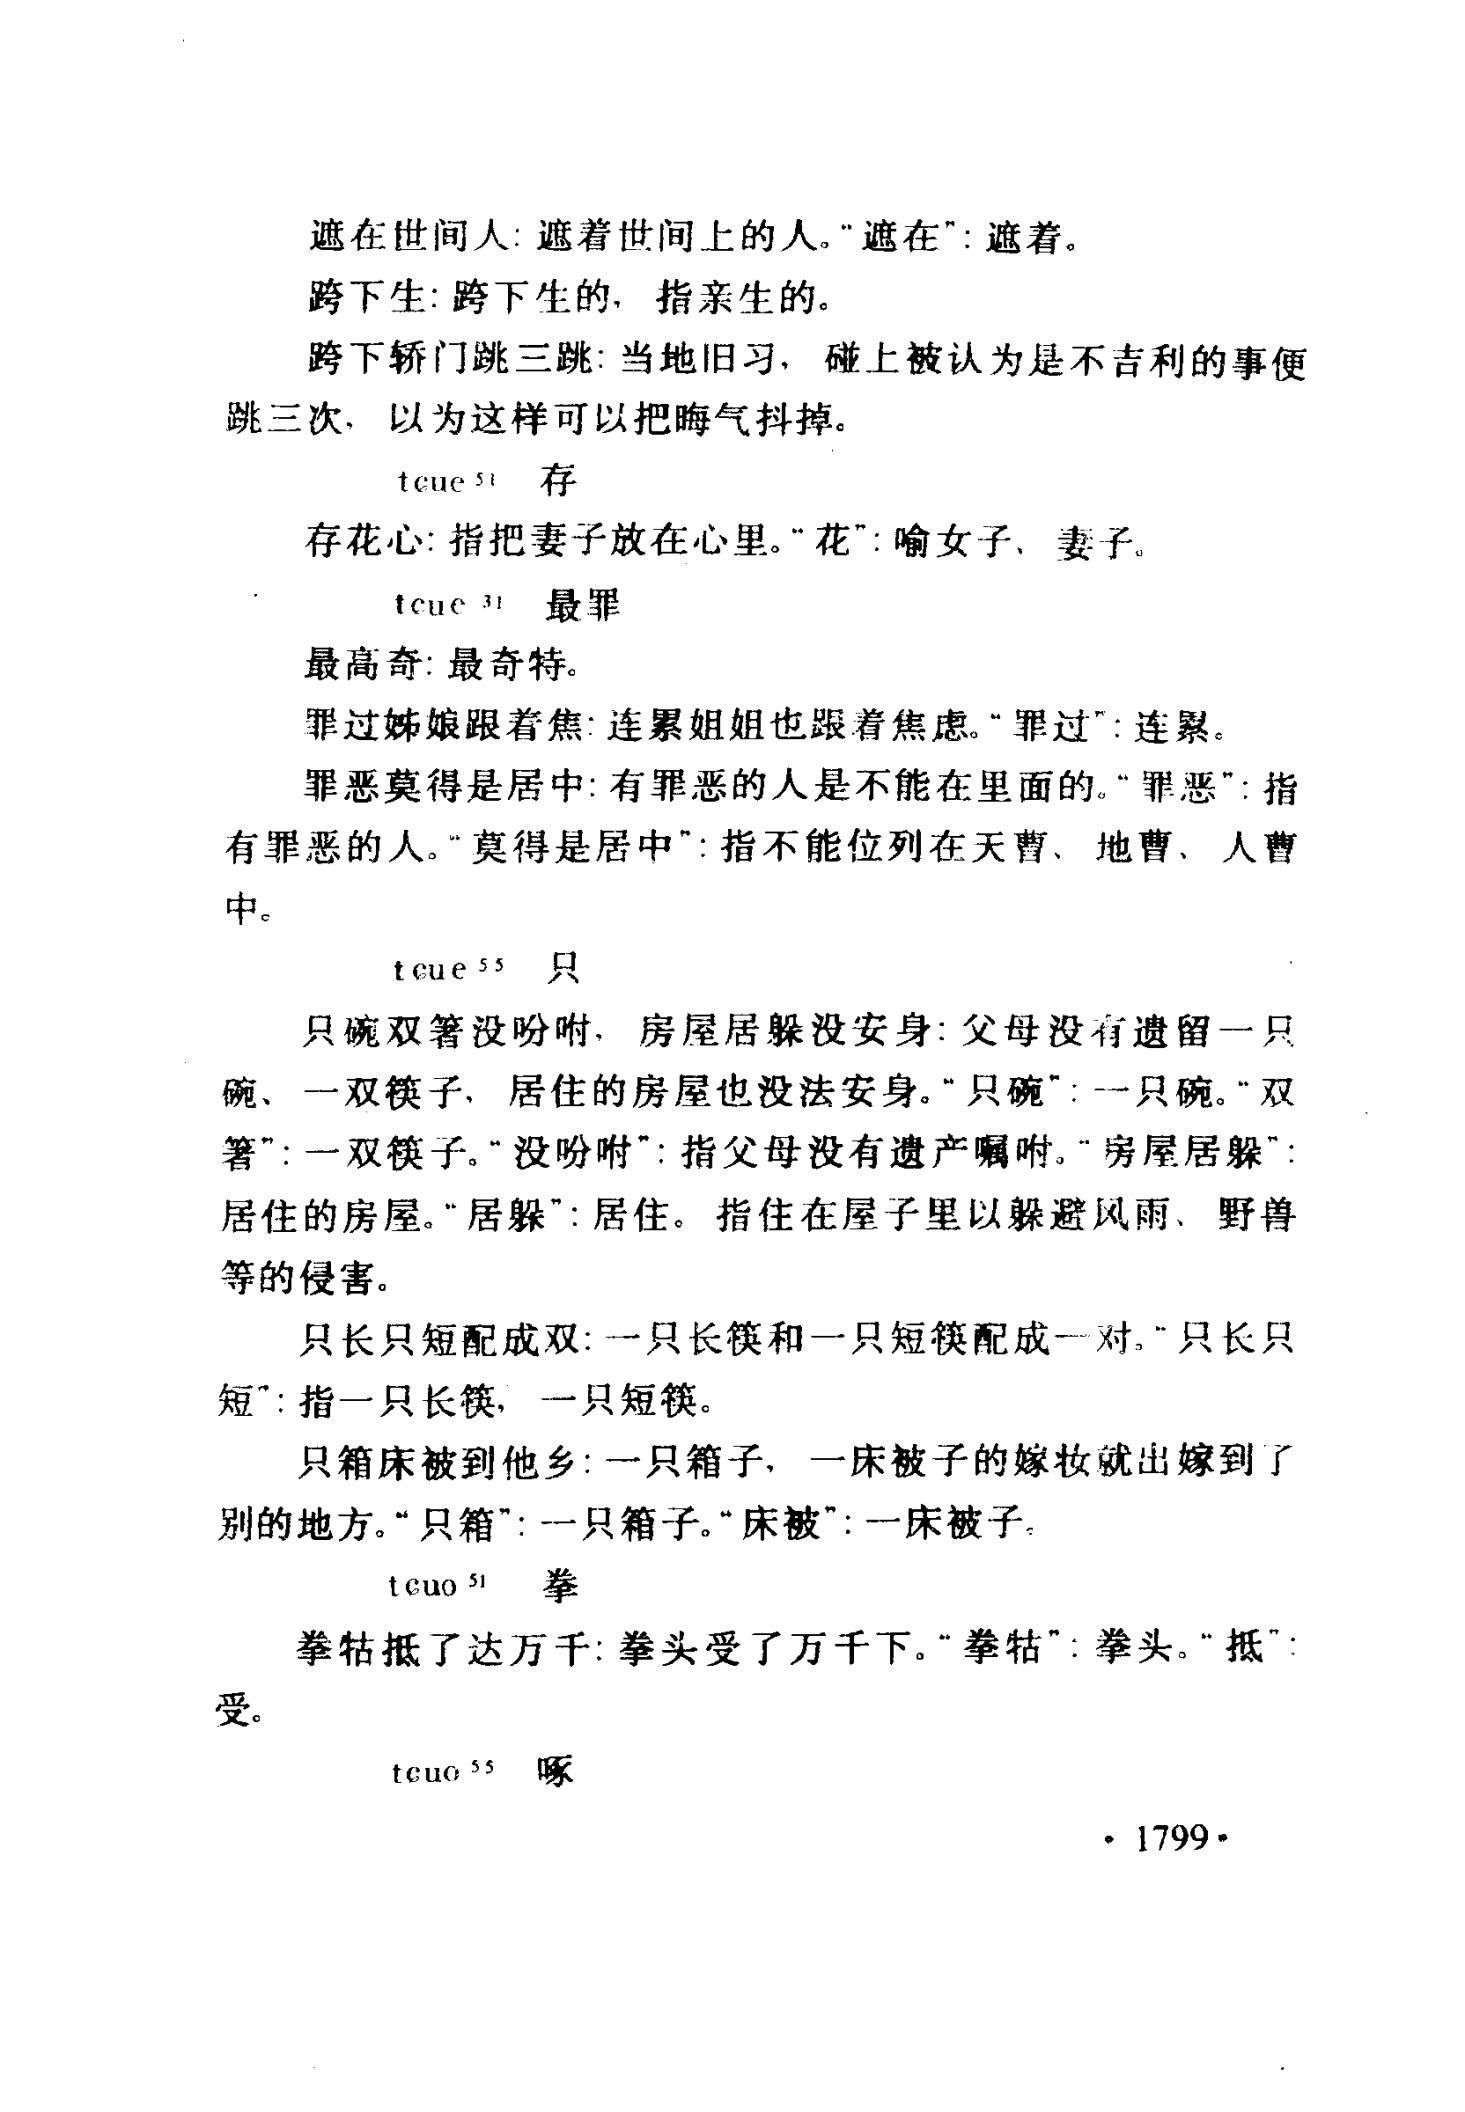 遮在世间人：遮着世间上的人。“遮在”：遮着。
跨下生：跨下生的，指亲生的。
跨下轿门跳三跳：当地旧习，碰上被认为是不吉利的事便
跳三次，以为这样可以把晦气抖掉。
tɕue⁵¹ 存
存花心：指把妻子放在心里。“花”：喻女子、妻子。
tɕue³¹ 最罪
最高奇：最奇特。
罪过姊娘跟着焦：连累姐姐也跟着焦虑。“罪过”：连累。
罪恶莫得是居中：有罪恶的人是不能在里面的。“罪恶”：指
有罪恶的人。“莫得是居中”：指不能位列在天曹、地曹、人曹
中。
tɕue⁵⁵ 只
只碗双箸没吩咐，房屋居躲没安身：父母没有遗留一只
碗、一双筷子，居住的房屋也没法安身。“只碗”：一只碗。“双
箸”：一双筷子。“没吩咐”：指父母没有遗产嘱咐。“房屋居躲”：
居住的房屋。“居躲”：居住。指住在屋子里以躲避风雨、野兽
等的侵害。
只长只短配成双：一只长筷和一只短筷配成一对。“只长只
短”：指一只长筷，一只短筷。
只箱床被到他乡：一只箱子，一床被子的嫁妆就出嫁到了
别的地方。“只箱”：一只箱子。“床被”：一床被子。
tɕuo⁵¹ 拳
拳牯抵了达万千：拳头受了万千下。“拳牯”：拳头。“抵”：
受。
tɕuo⁵⁵ 啄
·1799·